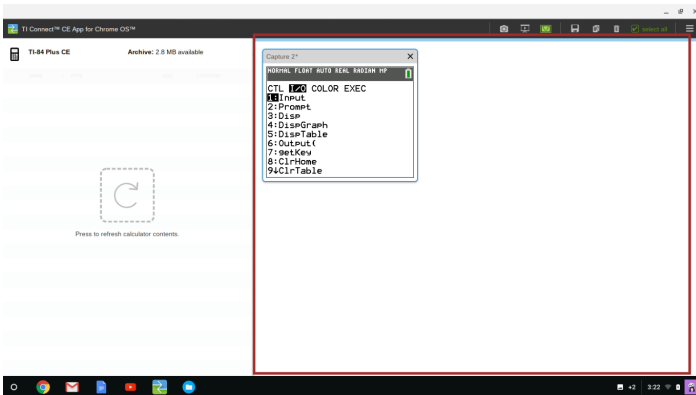 TI Connect™ CE App for Chrome OS™
select all
TI-84 Plus CE
Archive: 2.8 MB available
Press to refresh calculator contents.
Capture 2*
NORMAL FLOAT AUTO REAL RADIAN MP
CTL I/O COLOR EXEC
1:Input
2:Prompt
3:Disp
4:DispGraph
5:DispTable
6:Output(
7:getKey
8:ClrHome
9↓ClrTable
+2 3:22